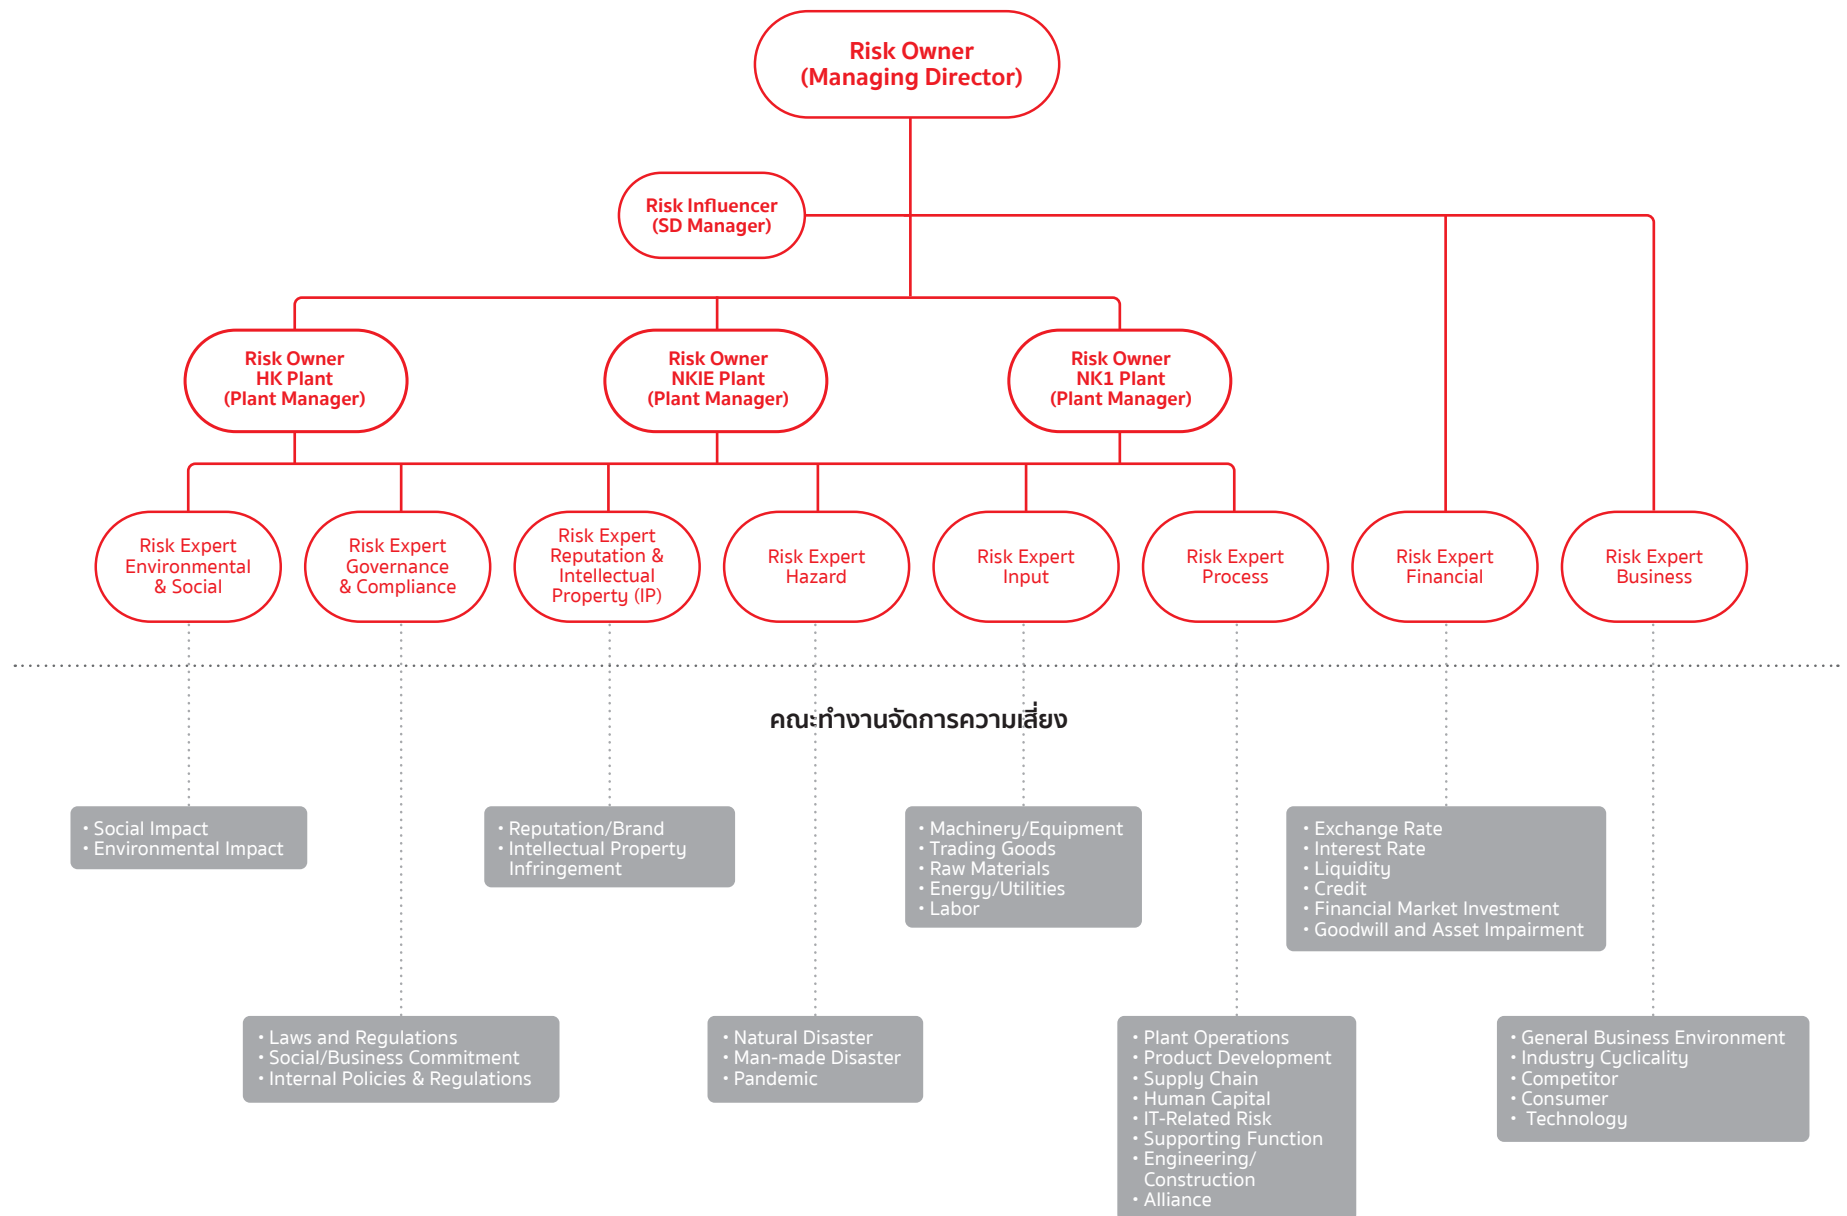 Risk Owner
(Managing Director)
Risk Influencer
(SD Manager)
Risk Owner
HK Plant
(Plant Manager)
Risk Owner
NKIE Plant
(Plant Manager)
Risk Owner
NK1 Plant
(Plant Manager)
Risk Expert
Environmental
& Social
Risk Expert
Governance
& Compliance
Risk Expert
Reputation &
Intellectual
Property (IP)
Risk Expert
Hazard
Risk Expert
Input
Risk Expert
Process
Risk Expert
Financial
Risk Expert
Business
คณะทำงานจัดการความเสี่ยง
• Social Impact
• Environmental Impact
• Reputation/Brand
• Intellectual Property
Infringement
• Machinery/Equipment
• Trading Goods
• Raw Materials
• Energy/Utilities
• Labor
• Exchange Rate
• Interest Rate
• Liquidity
• Credit
• Financial Market Investment
• Goodwill and Asset Impairment
• Laws and Regulations
• Social/Business Commitment
• Internal Policies & Regulations
• Natural Disaster
• Man-made Disaster
• Pandemic
• Plant Operations
• Product Development
• Supply Chain
• Human Capital
• IT-Related Risk
• Supporting Function
• Engineering/
Construction
• Alliance
• General Business Environment
• Industry Cyclicality
• Competitor
• Consumer
• Technology